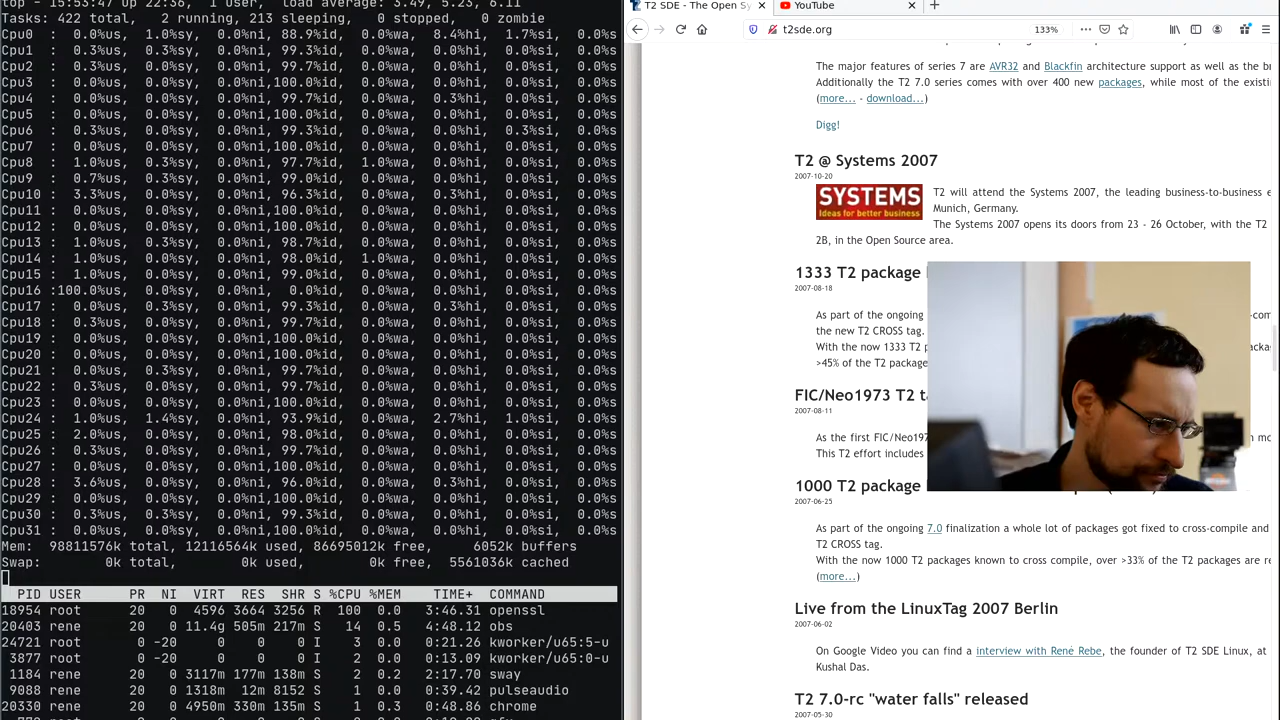 top - 15:53:47 up 22:36,  1 user,  load average: 5.49, 5.23, 6.11
Tasks: 422 total,   2 running, 213 sleeping,   0 stopped,   0 zombie
Cpu0  :  0.0%us,  1.0%sy,  0.0%ni, 88.9%id,  0.0%wa,  8.4%hi,  1.7%si,  0.0%s
Cpu1  :  0.0%us,  0.3%sy,  0.0%ni, 99.3%id,  0.0%wa,  0.3%hi,  0.0%si,  0.0%s
Cpu2  :  0.3%us,  0.3%sy,  0.0%ni, 99.3%id,  0.0%wa,  0.0%hi,  0.0%si,  0.0%s
Cpu3  :  0.0%us,  0.0%sy,  0.0%ni,100.0%id,  0.0%wa,  0.0%hi,  0.0%si,  0.0%s
Cpu4  :  0.0%us,  0.0%sy,  0.0%ni, 99.7%id,  0.0%wa,  0.3%hi,  0.0%si,  0.0%s
Cpu5  :  0.0%us,  0.0%sy,  0.0%ni,100.0%id,  0.0%wa,  0.0%hi,  0.0%si,  0.0%s
Cpu6  :  0.3%us,  0.0%sy,  0.0%ni, 99.3%id,  0.0%wa,  0.0%hi,  0.3%si,  0.0%s
Cpu7  :  0.0%us,  0.0%sy,  0.0%ni,100.0%id,  0.0%wa,  0.0%hi,  0.0%si,  0.0%s
Cpu8  :  1.0%us,  0.3%sy,  0.0%ni, 97.7%id,  1.0%wa,  0.0%hi,  0.0%si,  0.0%s
Cpu9  :  0.7%us,  0.3%sy,  0.0%ni, 99.0%id,  0.0%wa,  0.0%hi,  0.0%si,  0.0%s
Cpu10 :  3.3%us,  0.0%sy,  0.0%ni, 96.3%id,  0.0%wa,  0.3%hi,  0.0%si,  0.0%s
Cpu11 :  0.0%us,  0.0%sy,  0.0%ni,100.0%id,  0.0%wa,  0.0%hi,  0.0%si,  0.0%s
Cpu12 :  0.0%us,  0.0%sy,  0.0%ni,100.0%id,  0.0%wa,  0.0%hi,  0.0%si,  0.0%s
Cpu13 :  1.0%us,  0.3%sy,  0.0%ni, 98.7%id,  0.0%wa,  0.0%hi,  0.0%si,  0.0%s
Cpu14 :  1.0%us,  0.0%sy,  0.0%ni, 98.0%id,  1.0%wa,  0.0%hi,  0.0%si,  0.0%s
Cpu15 :  0.0%us,  0.0%sy,  0.0%ni,100.0%id,  0.0%wa,  0.0%hi,  0.0%si,  0.0%s
Cpu16 :100.0%us,  0.0%sy,  0.0%ni,  0.0%id,  0.0%wa,  0.0%hi,  0.0%si,  0.0%s
Cpu17 :  0.0%us,  0.3%sy,  0.0%ni, 99.3%id,  0.0%wa,  0.3%hi,  0.0%si,  0.0%s
Cpu18 :  0.3%us,  0.0%sy,  0.0%ni, 99.7%id,  0.0%wa,  0.0%hi,  0.0%si,  0.0%s
Cpu19 :  0.0%us,  0.0%sy,  0.0%ni,100.0%id,  0.0%wa,  0.0%hi,  0.0%si,  0.0%s
Cpu20 :  0.0%us,  0.0%sy,  0.0%ni,100.0%id,  0.0%wa,  0.0%hi,  0.0%si,  0.0%s
Cpu21 :  0.3%us,  0.3%sy,  0.0%ni, 99.3%id,  0.0%wa,  0.0%hi,  0.0%si,  0.0%s
Cpu22 :  0.3%us,  0.0%sy,  0.0%ni, 99.7%id,  0.0%wa,  0.0%hi,  0.0%si,  0.0%s
Cpu23 :  0.0%us,  0.0%sy,  0.0%ni,100.0%id,  0.0%wa,  0.0%hi,  0.0%si,  0.0%s
Cpu24 :  1.0%us,  1.4%sy,  0.0%ni, 93.9%id,  0.0%wa,  2.7%hi,  1.0%si,  0.0%s
Cpu25 :  2.0%us,  0.0%sy,  0.0%ni, 98.0%id,  0.0%wa,  0.0%hi,  0.0%si,  0.0%s
Cpu26 :  0.3%us,  0.0%sy,  0.0%ni, 99.7%id,  0.0%wa,  0.0%hi,  0.0%si,  0.0%s
Cpu27 :  0.0%us,  0.0%sy,  0.0%ni,100.0%id,  0.0%wa,  0.0%hi,  0.0%si,  0.0%s
Cpu28 :  3.6%us,  0.0%sy,  0.0%ni, 96.0%id,  0.0%wa,  0.3%hi,  0.0%si,  0.0%s
Cpu29 :  0.0%us,  0.0%sy,  0.0%ni,100.0%id,  0.0%wa,  0.0%hi,  0.0%si,  0.0%s
Cpu30 :  0.3%us,  0.3%sy,  0.0%ni, 99.3%id,  0.0%wa,  0.0%hi,  0.0%si,  0.0%s
Cpu31 :  0.0%us,  0.0%sy,  0.0%ni,100.0%id,  0.0%wa,  0.0%hi,  0.0%si,  0.0%s
Mem:  98811576k total, 12116564k used, 86695012k free,     6052k buffers
Swap:        0k total,        0k used,        0k free,  5561036k cached
PID USER      PR  NI  VIRT  RES  SHR S %CPU %MEM    TIME+  COMMAND
18954 root      20   0  4596 3664 3256 R  100  0.0   3:46.31 openssl
20403 rene      20   0 11.4g 505m 217m S   14  0.5   4:48.12 obs
24721 root       0 -20     0    0    0 I    3  0.0   0:21.26 kworker/u65:5-u
3877 root       0 -20     0    0    0 I    2  0.0   0:13.09 kworker/u65:0-u
1184 rene      20   0 3117m 177m 138m S    2  0.2   2:17.70 sway
9088 rene      20   0 1318m  12m 8152 S    1  0.0   0:39.42 pulseaudio
20330 rene      20   0 4950m 330m 135m S    1  0.3   0:48.86 chrome
T2 SDE - The Open Sy
YouTube
t2sde.org
133%
The major features of series 7 are AVR32 and Blackfin architecture support as well as the br
Additionally the T2 7.0 series comes with over 400 new packages, while most of the existin
(more... - download...)
Digg!
T2 @ Systems 2007
2007-10-20
SYSTEMS
Ideas for better business
T2 will attend the Systems 2007, the leading business-to-business e
Munich, Germany.
The Systems 2007 opens its doors from 23 - 26 October, with the T2
2B, in the Open Source area.
1333 T2 package
2007-08-18
As part of the ongoing
the new T2 CROSS tag.
With the now 1333 T2 p
>45% of the T2 package
FIC/Neo1973 T2 t
2007-08-11
As the first FIC/Neo197
This T2 effort includes
1000 T2 package
2007-06-25
As part of the ongoing 7.0 finalization a whole lot of packages got fixed to cross-compile and
T2 CROSS tag.
With the now 1000 T2 packages known to cross compile, over >33% of the T2 packages are re
(more...)
Live from the LinuxTag 2007 Berlin
2007-06-02
On Google Video you can find a interview with René Rebe, the founder of T2 SDE Linux, at
Kushal Das.
T2 7.0-rc "water falls" released
2007-05-30